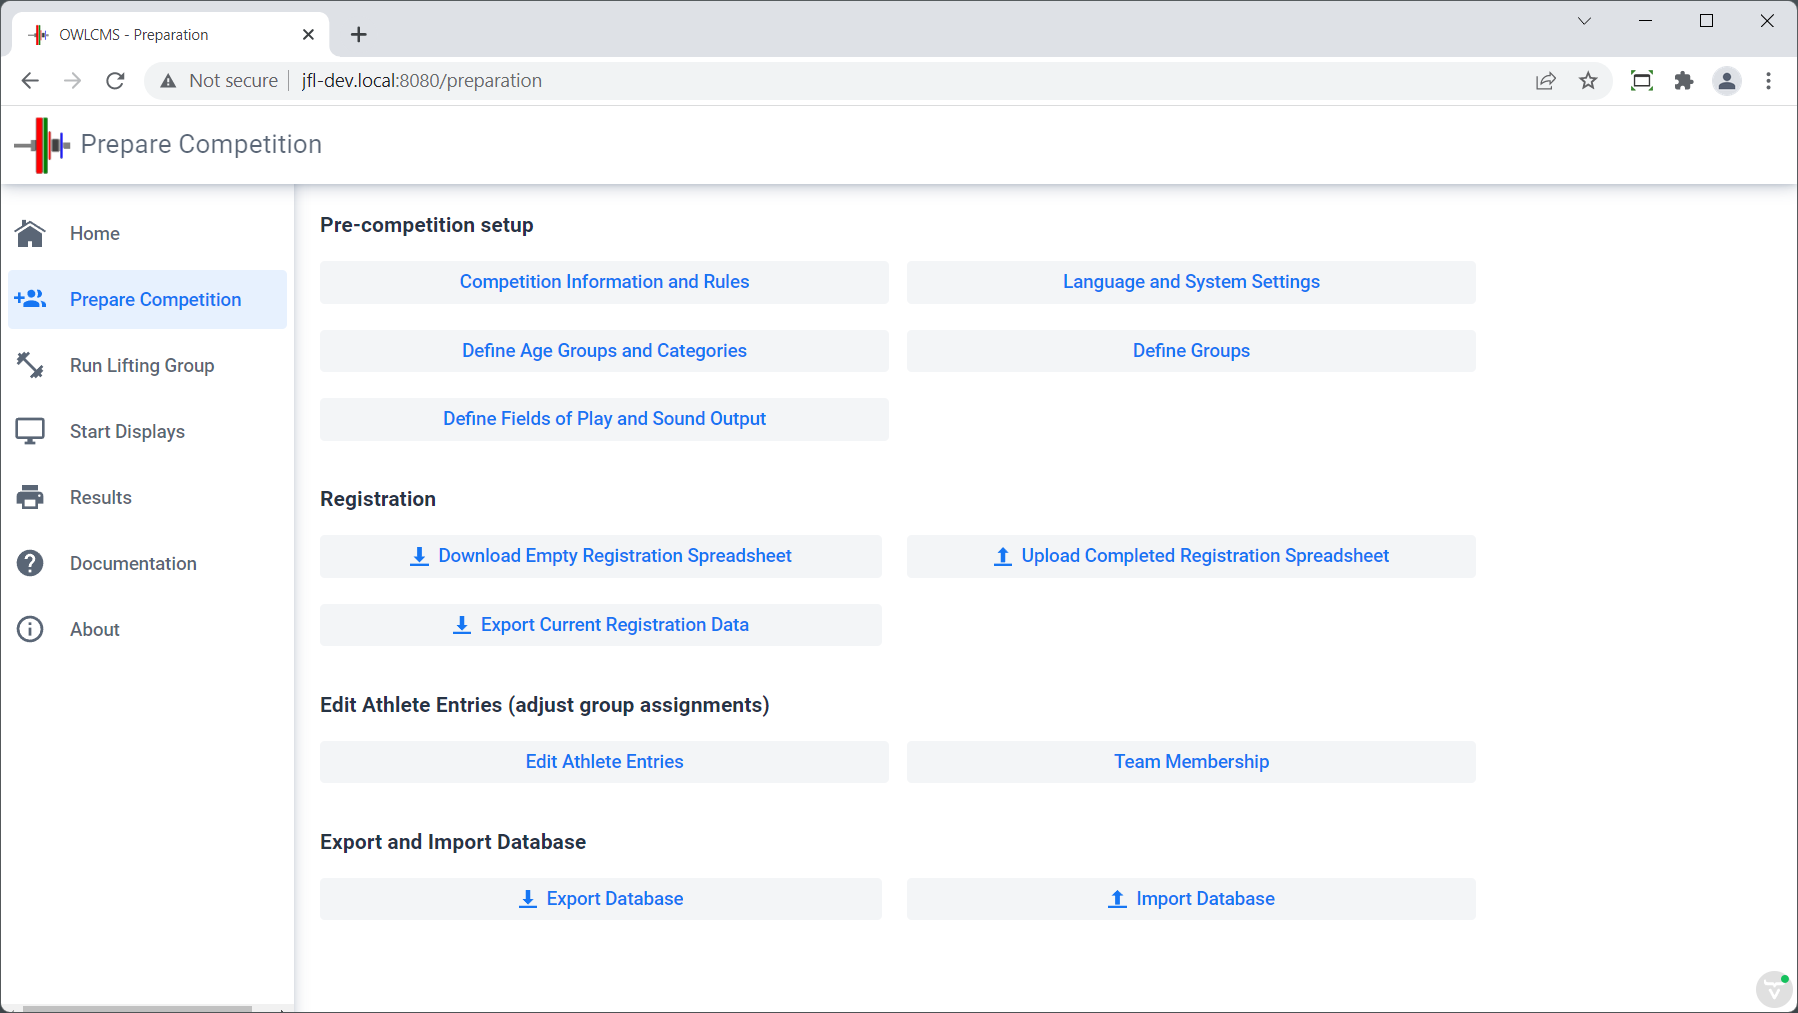 OWLCMS - Preparation
Not secure
jfl-dev.local:8080/preparation
Prepare Competition
Home
Prepare Competition
Run Lifting Group
Start Displays
Results
Documentation
About
Pre-competition setup
Competition Information and Rules
Language and System Settings
Define Age Groups and Categories
Define Groups
Define Fields of Play and Sound Output
Registration
Download Empty Registration Spreadsheet
Upload Completed Registration Spreadsheet
Export Current Registration Data
Edit Athlete Entries (adjust group assignments)
Edit Athlete Entries
Team Membership
Export and Import Database
Export Database
Import Database